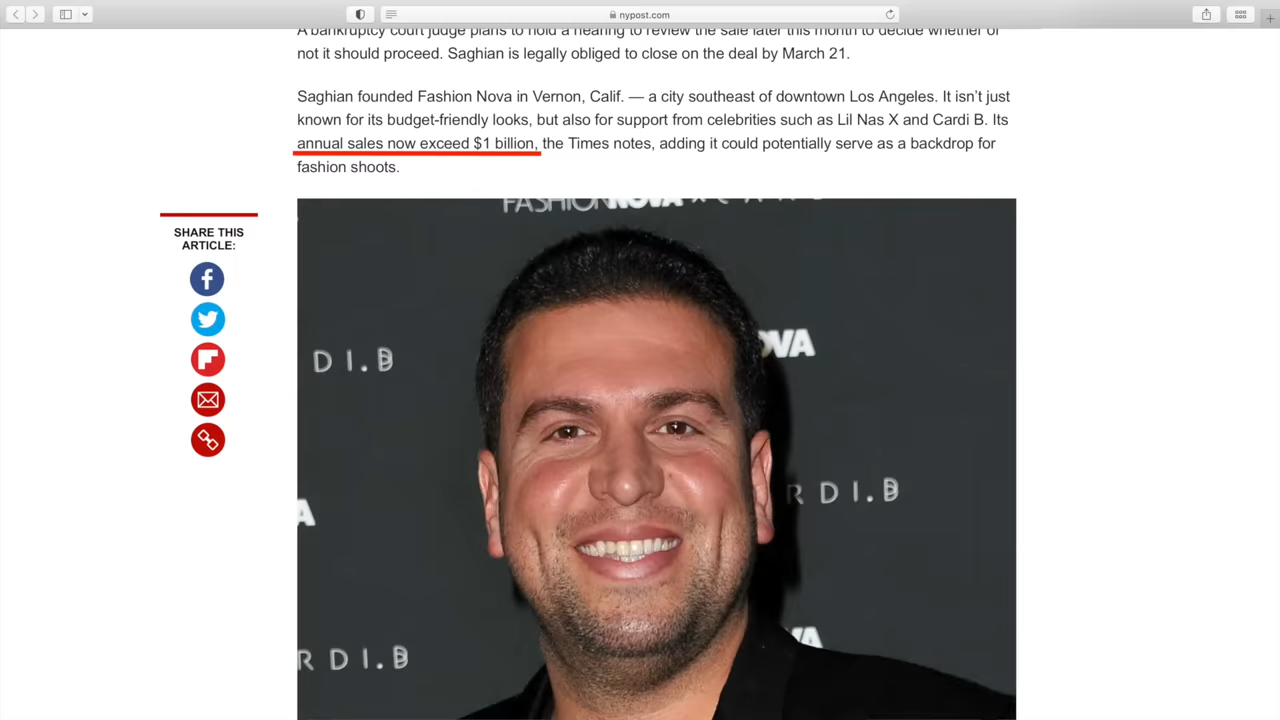 nypost.com
A bankruptcy court judge plans to hold a hearing to review the sale later this month to decide whether or
not it should proceed. Saghian is legally obliged to close on the deal by March 21.
Saghian founded Fashion Nova in Vernon, Calif. — a city southeast of downtown Los Angeles. It isn’t just
known for its budget-friendly looks, but also for support from celebrities such as Lil Nas X and Cardi B. Its
annual sales now exceed $1 billion, the Times notes, adding it could potentially serve as a backdrop for
fashion shoots.
SHARE THIS
ARTICLE:
FASHIONNOVA X CARD
OVA
DI.B
RDI.B
VA
VA
RDI.B